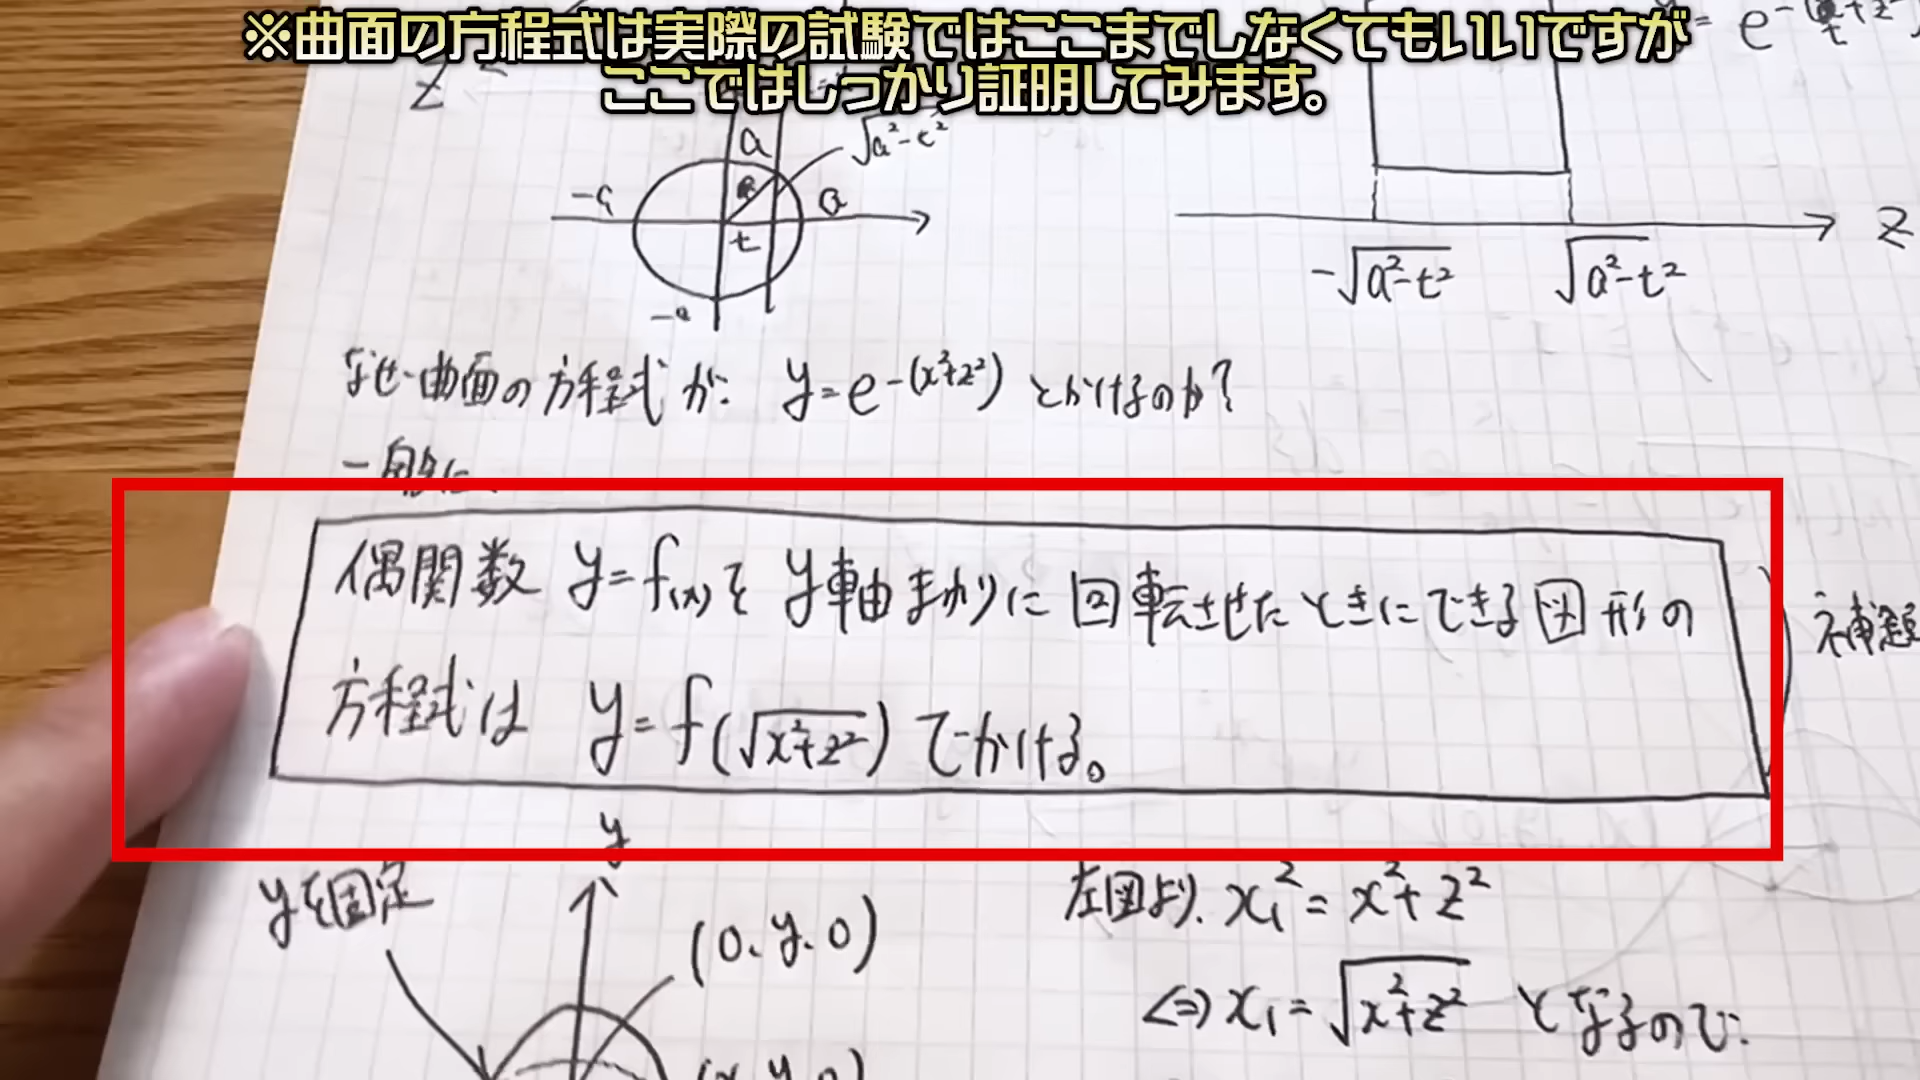 ※曲面の方程式は実際の試験ではここまでしなくてもいいですが
ここではしっかり証明してみます。
Z
a
√a²-t²
-a
a
t
-a
Z
-√a²-t²
√a²-t²
なぜ曲面の方程式が y=e-(x²+z²) とかけるのか?
一般に
偶関数 y=f(x)を y軸まわりに回転させたときにできる図形の
方程式は y=f(√x²+z²)でかける。
補題
y
yを固定
(0, y, 0)
左図より、x₁²=x²+z²
⇔x₁=√x²+z² となるので、